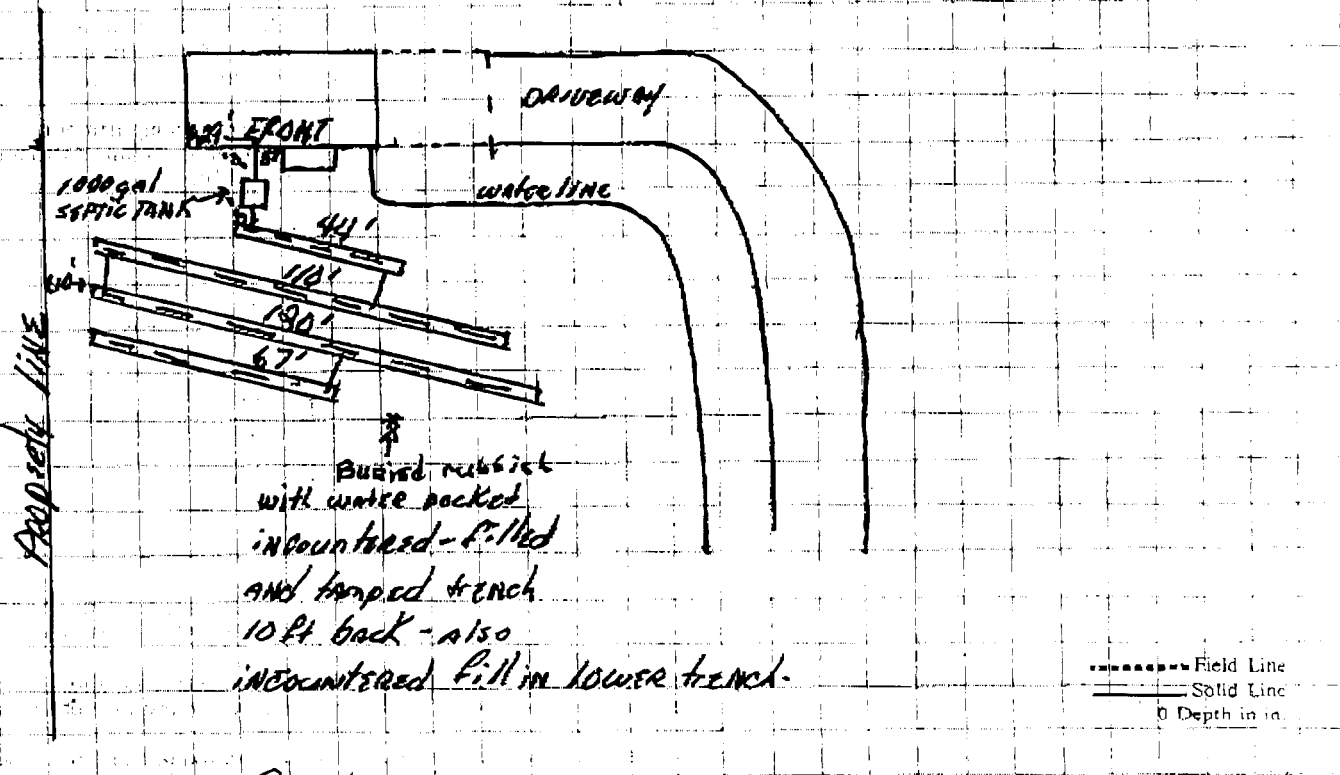 DRIVEWAY
FRONT
1000 gal
SEPTIC TANK
WATER LINE
44'
110'
67'
Property LINE
Buried rubbish
with water pocket
iNCOUNTERED - filled
AND tamped trench
10 ft back - also
iNCOUNTERED fill in LOWER trench.
Field Line
Solid Line
0 Depth in in.